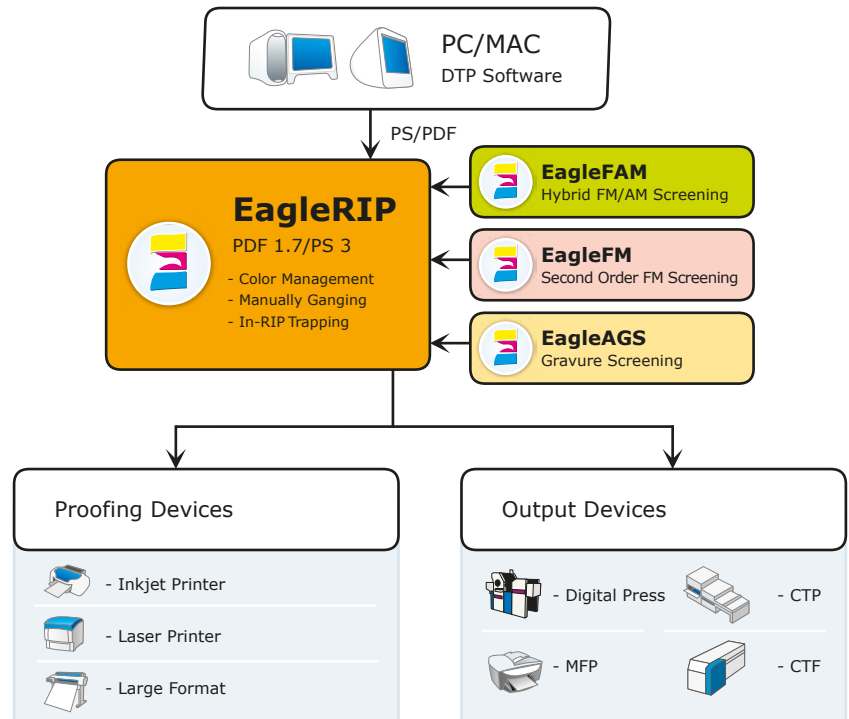 PC/MAC
DTP Software
PS/PDF
EagleRIP
PDF 1.7/PS 3
- Color Management
- Manually Ganging
- In-RIP Trapping
EagleFAM
Hybrid FM/AM Screening
EagleFM
Second Order FM Screening
EagleAGS
Gravure Screening
Proofing Devices
- Inkjet Printer
- Laser Printer
- Large Format
Output Devices
- Digital Press
- CTP
- MFP
- CTF